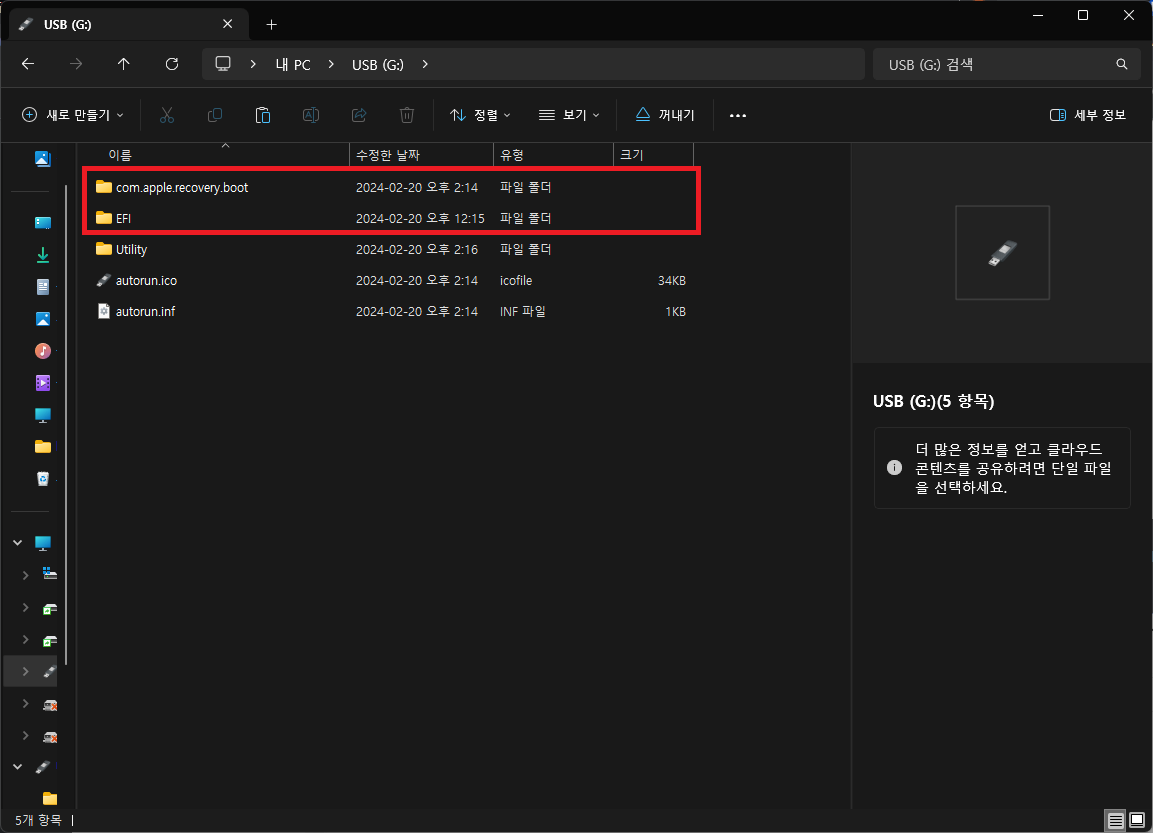 USB (G:)
내 PC
USB (G:)
USB (G:) 검색
새로 만들기
정렬
보기
꺼내기
세부 정보
이름 수정한 날짜 유형 크기
com.apple.recovery.boot 2024-02-20 오후 2:14 파일 폴더
EFI 2024-02-20 오후 12:15 파일 폴더
Utility 2024-02-20 오후 2:16 파일 폴더
autorun.ico 2024-02-20 오후 2:14 icofile 34KB
autorun.inf 2024-02-20 오후 2:14 INF 파일 1KB
USB (G:)(5 항목)
더 많은 정보를 얻고 클라우드
콘텐츠를 공유하려면 단일 파일
을 선택하세요.
5개 항목